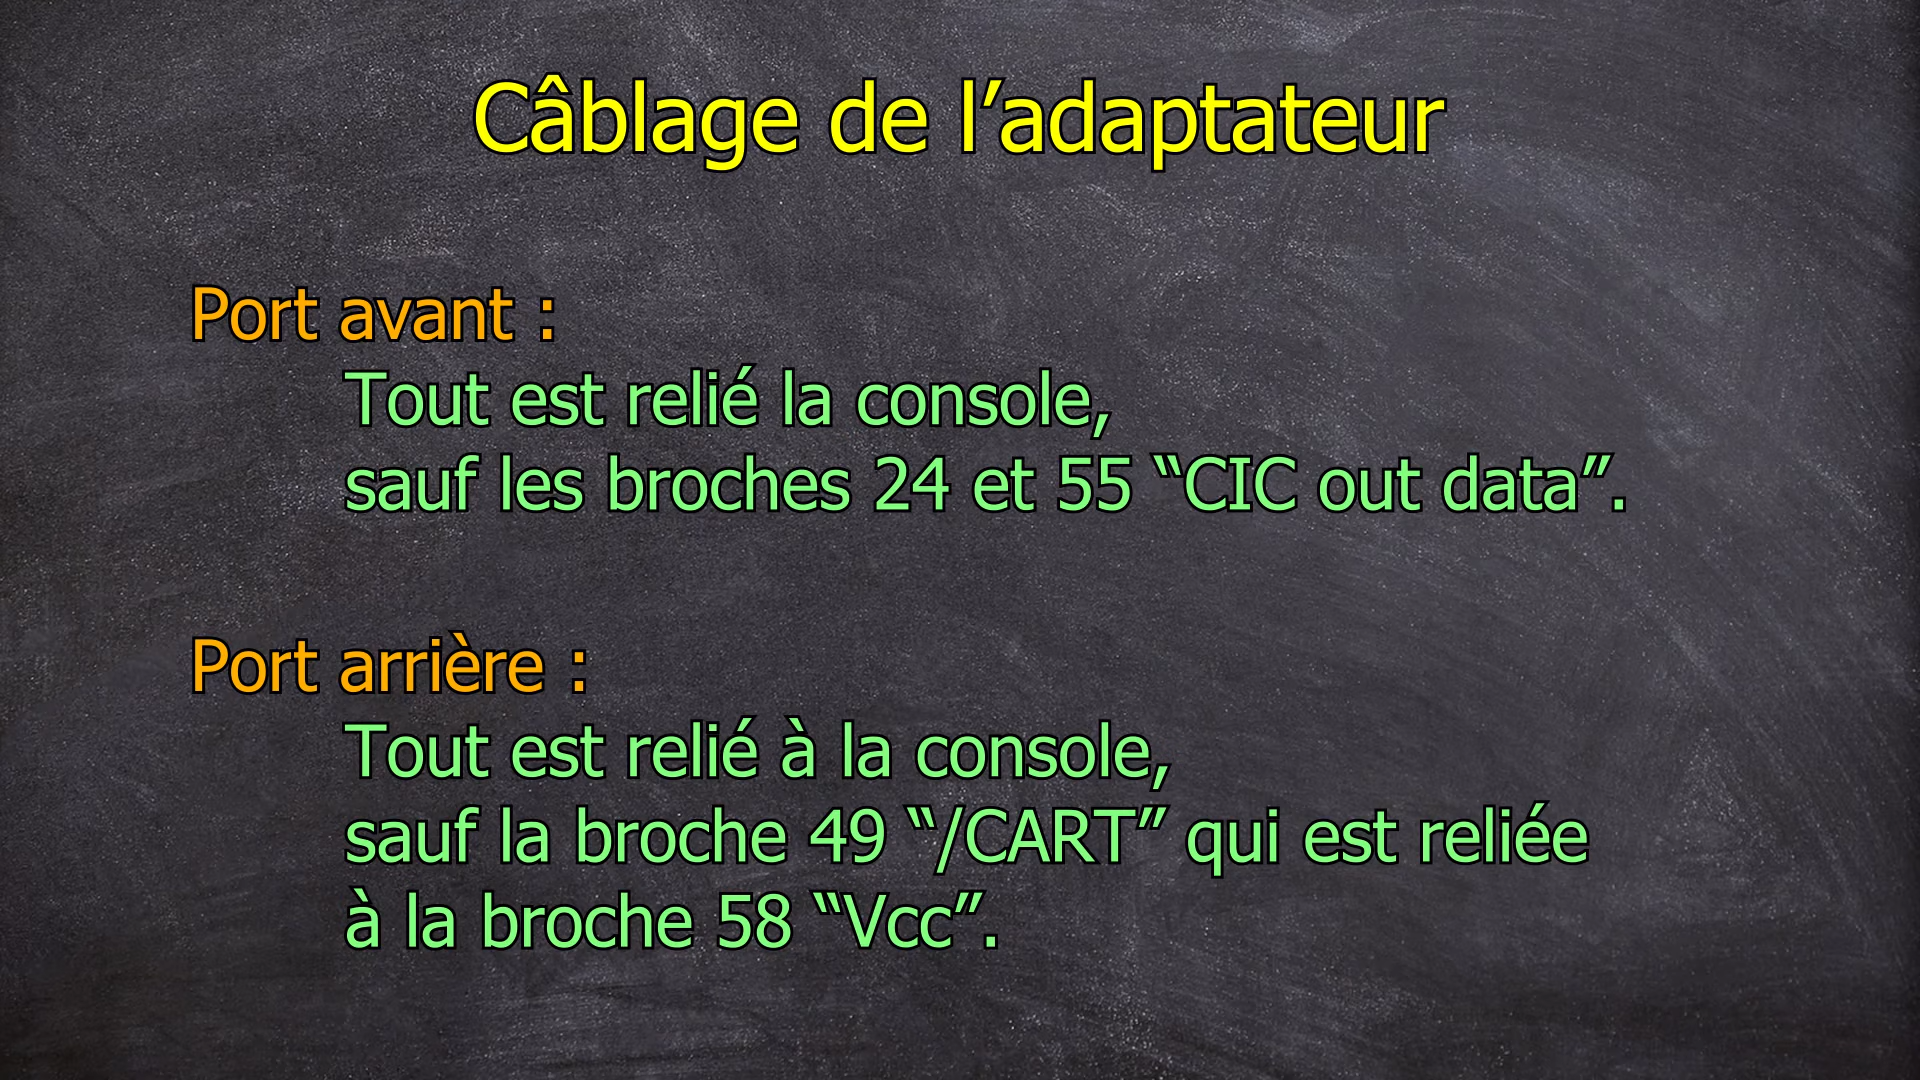 Câblage de l’adaptateur
Port avant :
Tout est relié la console,
sauf les broches 24 et 55 “CIC out data”.
Port arrière :
Tout est relié à la console,
sauf la broche 49 “/CART” qui est reliée
à la broche 58 “Vcc”.